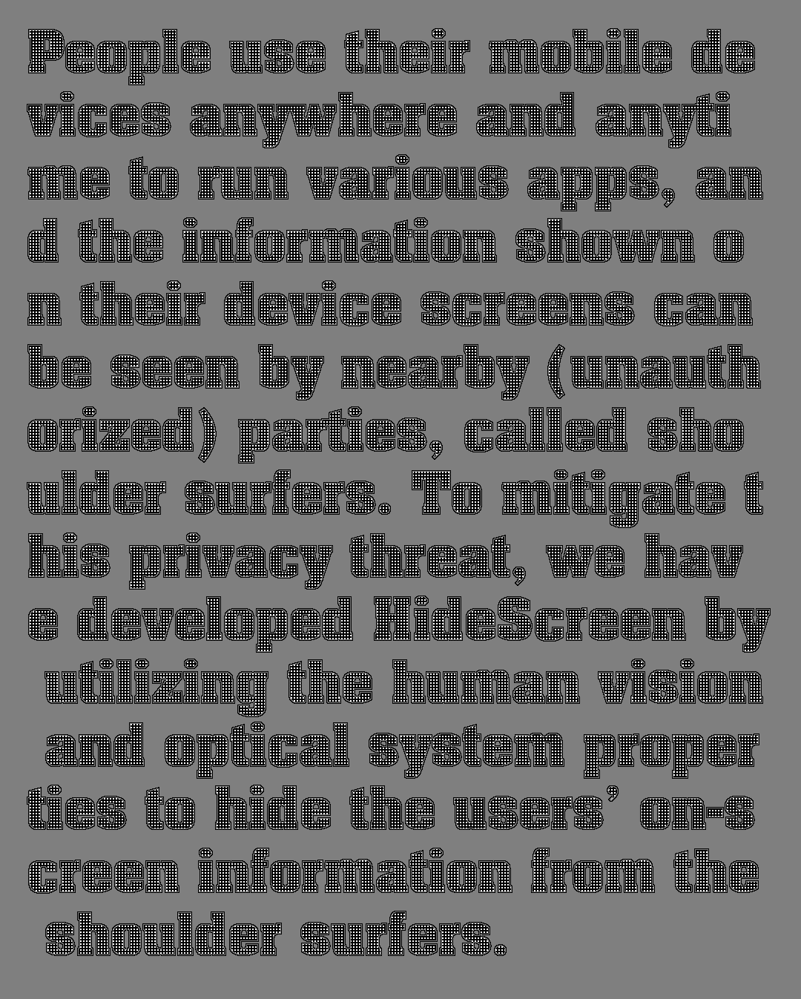 People use their mobile de
vices anywhere and anyti
me to run various apps, an
d the information shown o
n their device screens can
be seen by nearby (unauth
orized) parties, called sho
ulder surfers. To mitigate t
his privacy threat, we hav
e developed HideScreen by
utilizing the human vision
and optical system proper
ties to hide the users’ on-s
creen information from the
shoulder surfers.